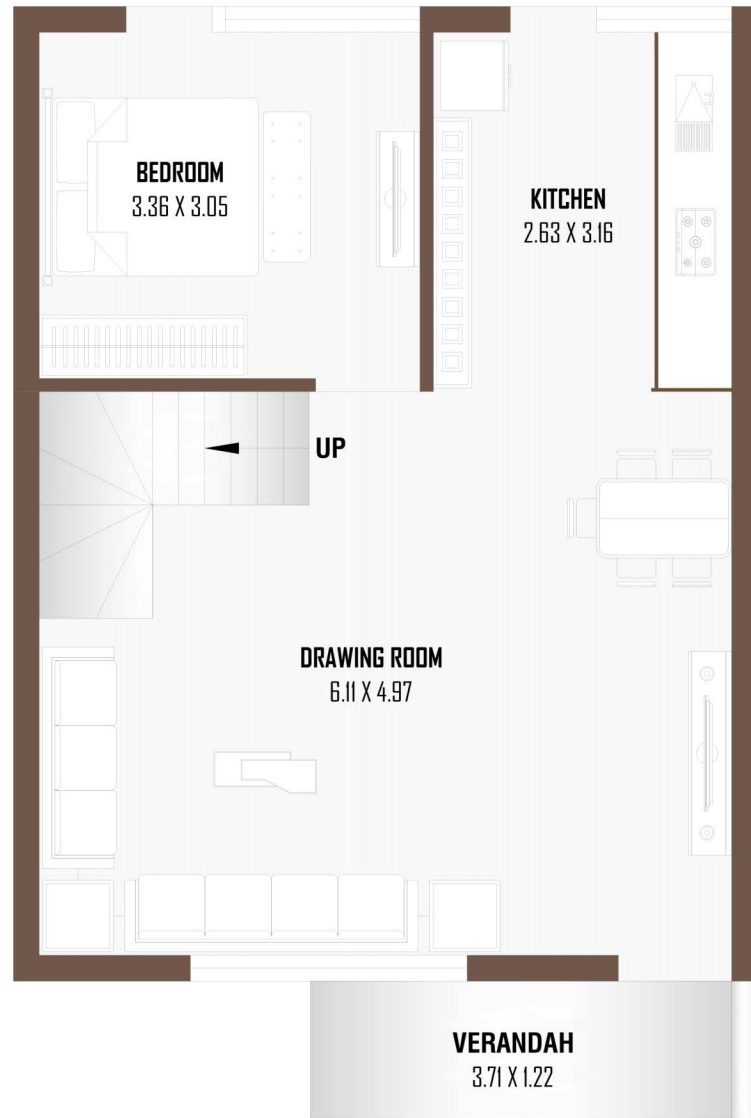 BEDROOM
3.36 X 3.05
KITCHEN
2.63 X 3.16
UP
DRAWING ROOM
6.11 X 4.97
VERANDAH
3.71 X 1.22